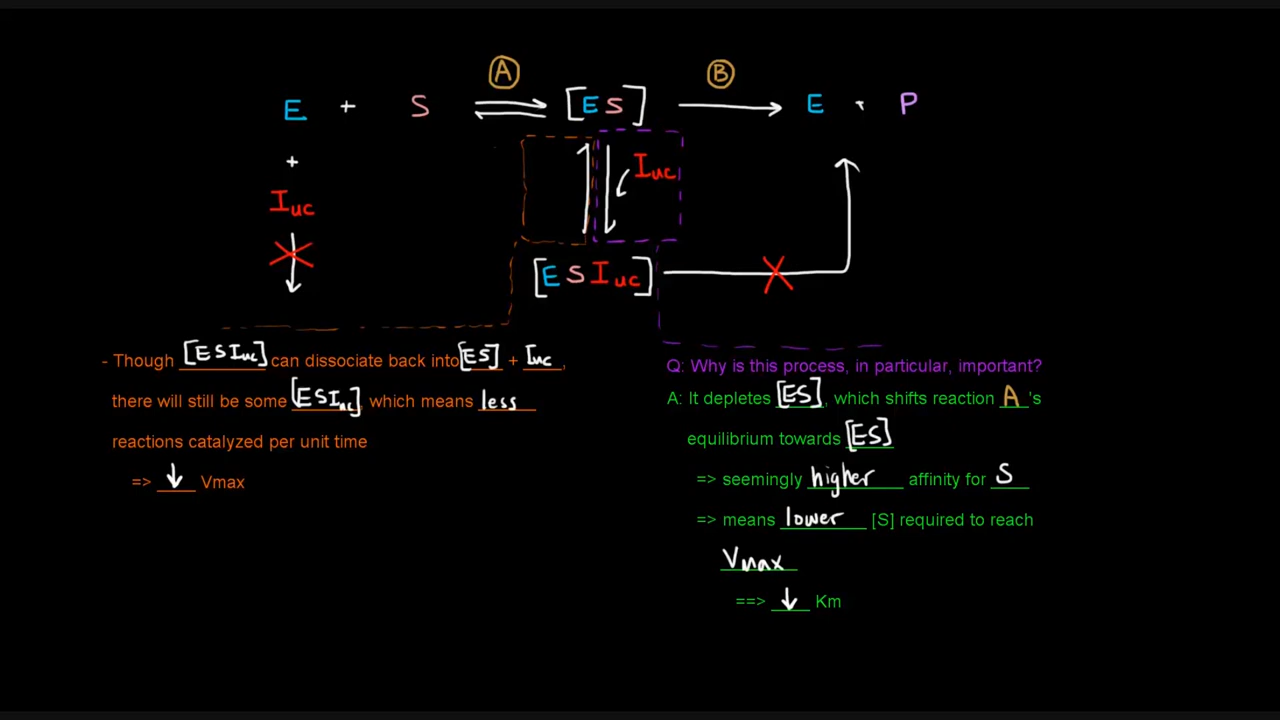 A B
E + S [ES] E + P
+
Iuc Iuc
[ESIuc]
- Though [ESIuc] can dissociate back into [ES] + Iuc,
there will still be some [ESIuc], which means less
reactions catalyzed per unit time
=> ↓ Vmax
Q: Why is this process, in particular, important?
A: It depletes [ES], which shifts reaction A's
equilibrium towards [ES]
=> seemingly higher affinity for S
=> means lower [S] required to reach
Vmax
==> ↓ Km